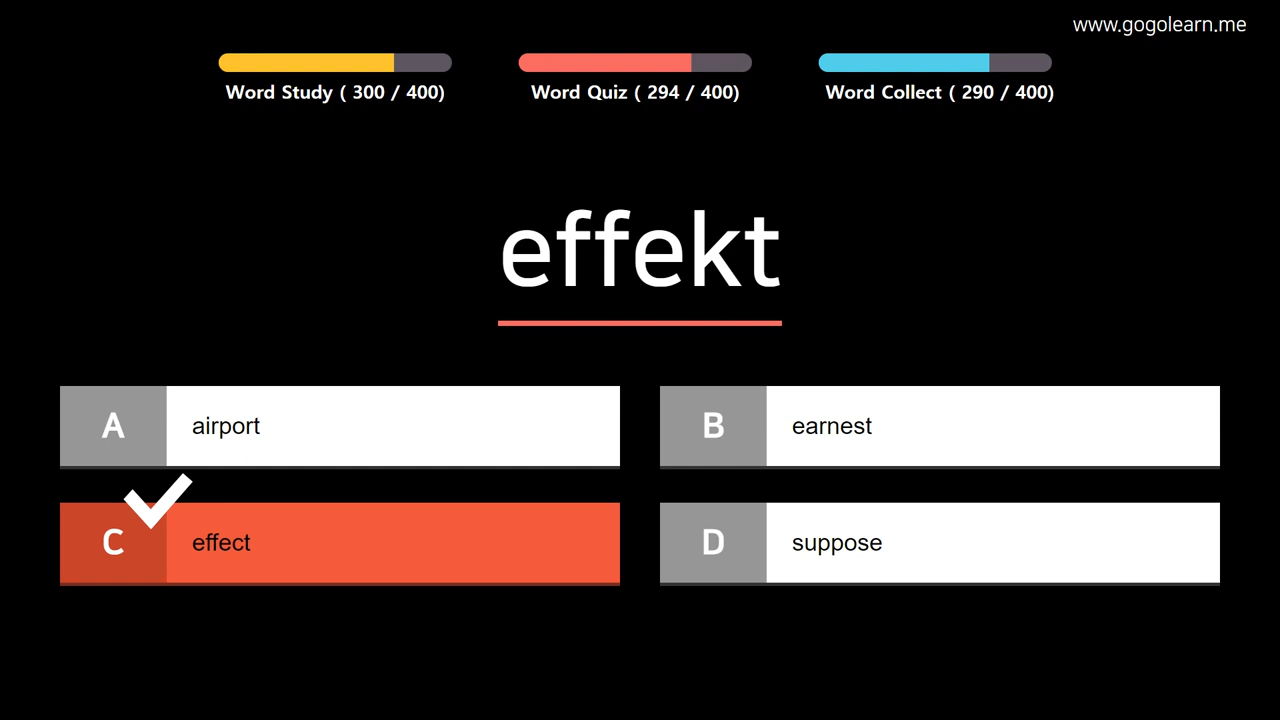 www.gogolearn.me
Word Study ( 300 / 400)
Word Quiz ( 294 / 400)
Word Collect ( 290 / 400)
effekt
A airport
B earnest
C effect
D suppose